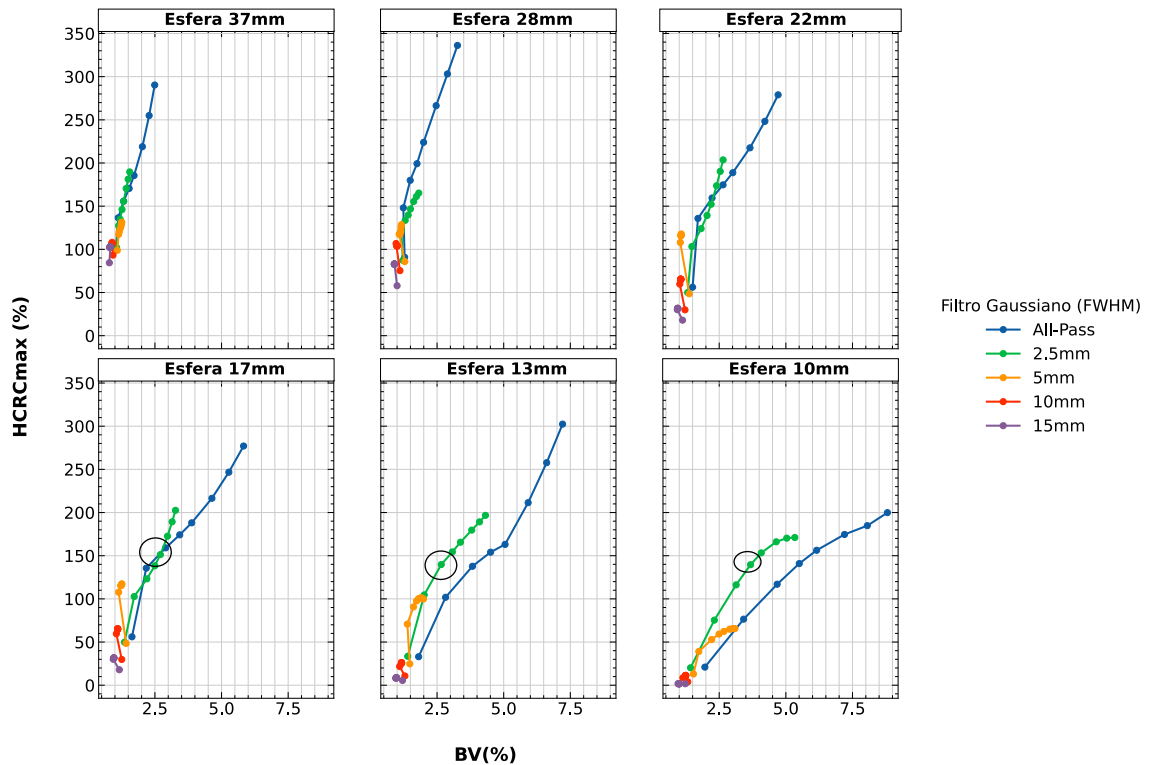 Esfera 37mm Esfera 28mm Esfera 22mm
350
300
250
200
150
100
50
0
Esfera 17mm Esfera 13mm Esfera 10mm
350
300
250
200
150
100
50
0
2.5 5.0 7.5 2.5 5.0 7.5 2.5 5.0 7.5
HCRCmax (%)
BV(%)
Filtro Gaussiano (FWHM)
All-Pass
2.5mm
5mm
10mm
15mm